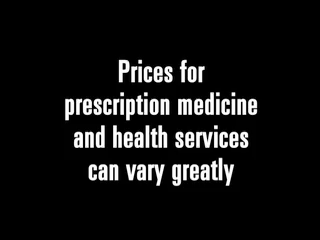 Prices for
prescription medicine
and health services
can vary greatly